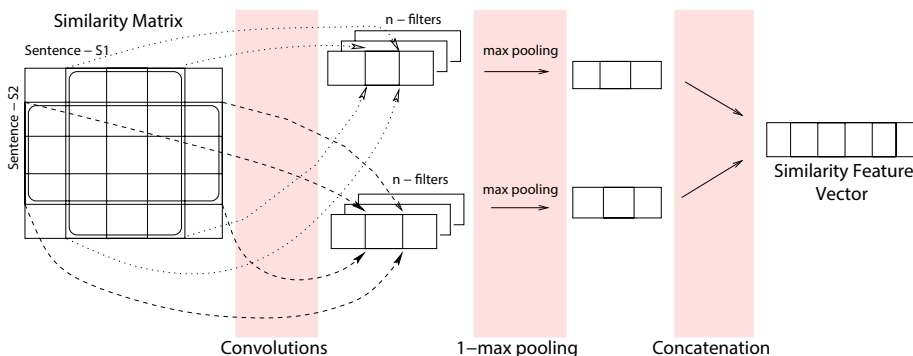 Similarity Matrix
Sentence – S1
Sentence – S2
n – filters
max pooling
n – filters
max pooling
Similarity Feature
Vector
Convolutions
1–max pooling
Concatenation